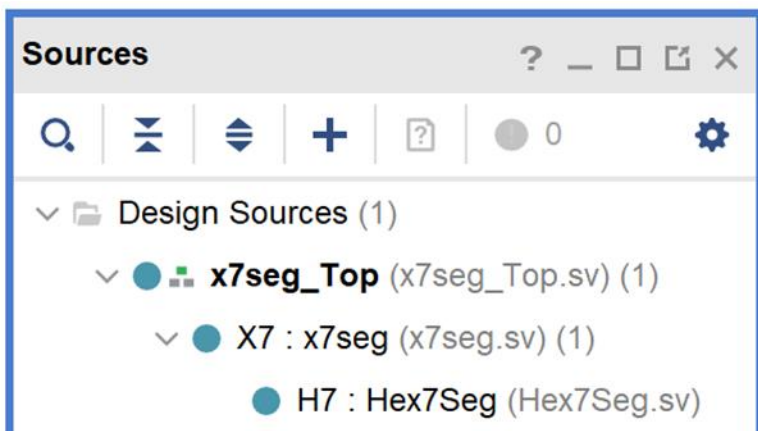 Sources
0
Design Sources (1)
x7seg_Top (x7seg_Top.sv) (1)
X7 : x7seg (x7seg.sv) (1)
H7 : Hex7Seg (Hex7Seg.sv)